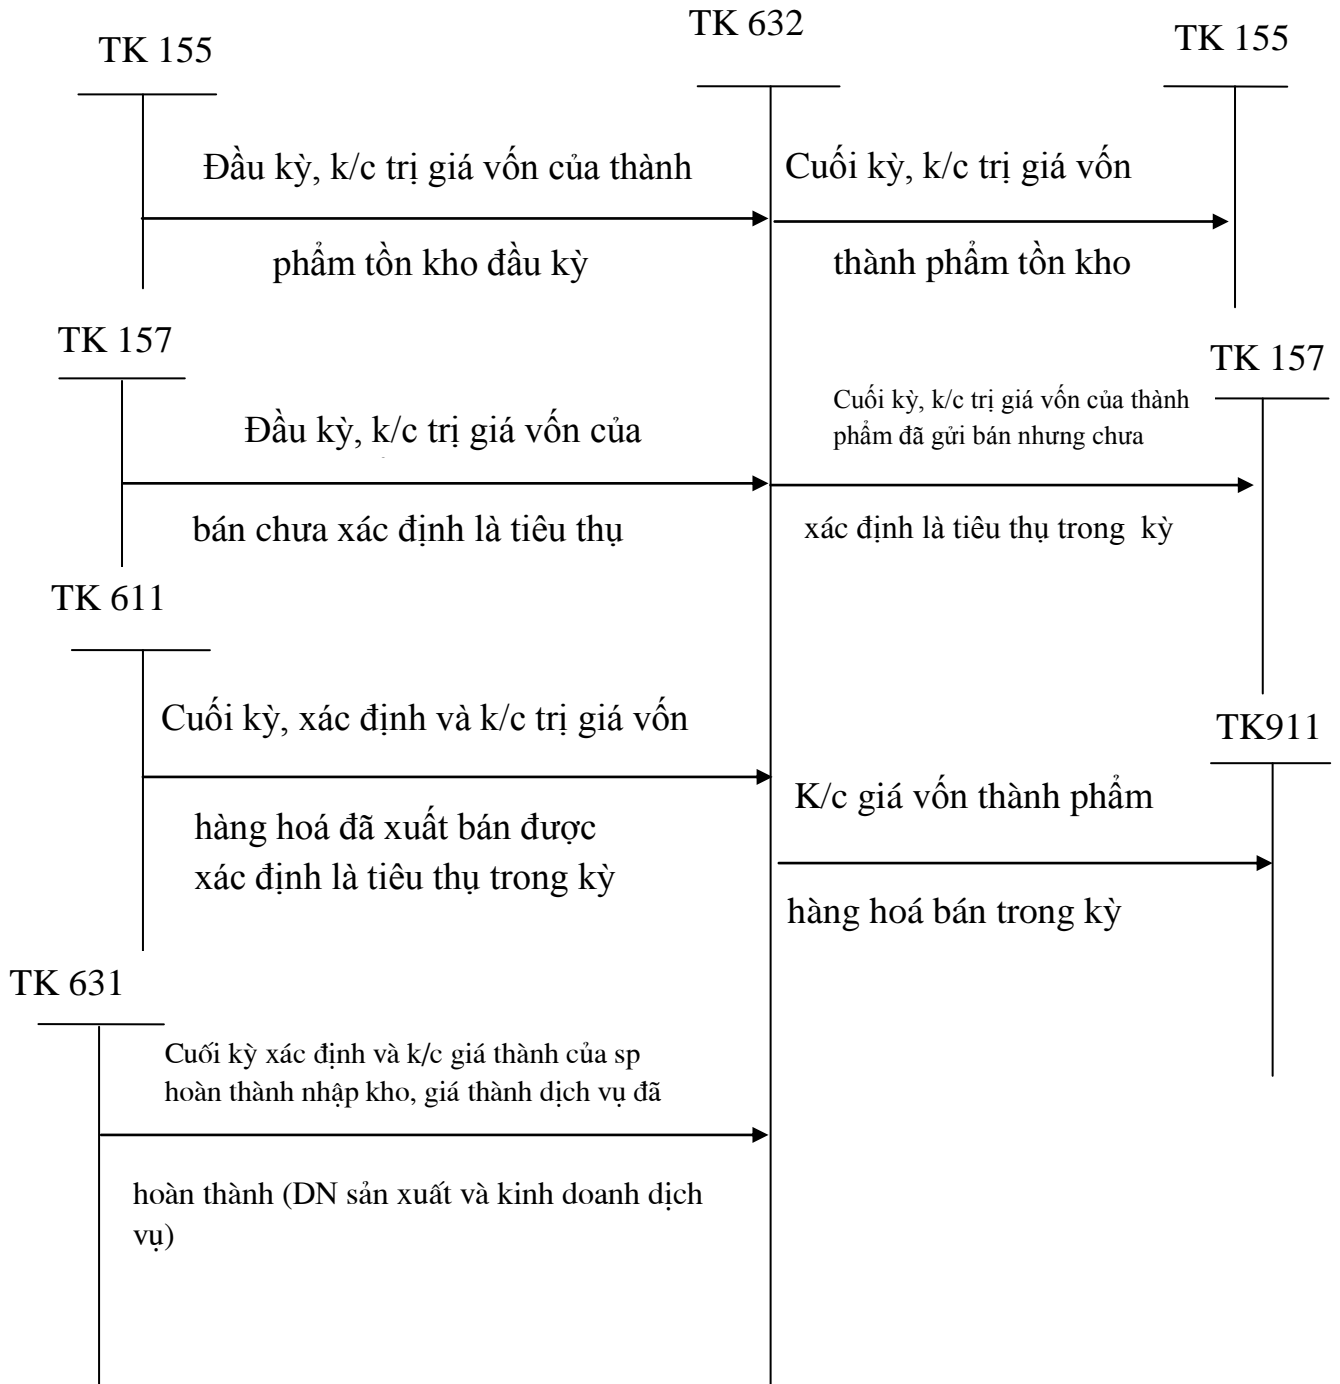 TK 632
TK 155
TK 155
Đầu kỳ, k/c trị giá vốn của thành
phẩm tồn kho đầu kỳ
Cuối kỳ, k/c trị giá vốn
thành phẩm tồn kho
TK 157
TK 157
Đầu kỳ, k/c trị giá vốn của
bán chưa xác định là tiêu thụ
Cuối kỳ, k/c trị giá vốn của thành
phẩm đã gửi bán nhưng chưa
xác định là tiêu thụ trong kỳ
TK 611
Cuối kỳ, xác định và k/c trị giá vốn
hàng hoá đã xuất bán được
xác định là tiêu thụ trong kỳ
TK911
K/c giá vốn thành phẩm
hàng hoá bán trong kỳ
TK 631
Cuối kỳ xác định và k/c giá thành của sp
hoàn thành nhập kho, giá thành dịch vụ đã
hoàn thành (DN sản xuất và kinh doanh dịch
vụ)